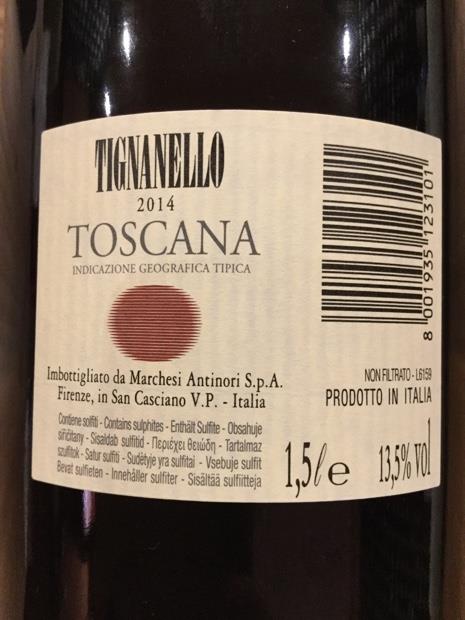 TIGNANELLO
2014
TOSCANA
INDICAZIONE GEOGRAFICA TIPICA
8 001935 123101
Imbottigliato da Marchesi Antinori S.p.A.
Firenze, in San Casciano V.P. - Italia
NON FILTRATO - L6159
PRODOTTO IN ITALIA
Contiene solfiti - Contains sulphites - Enthält Sulfite - Obsahuje
siřičitany - Sisaldab sulfitid - Περιέχει θειώδη - Tartalmaz
szulfitok - Satur sulfīti - Sudėtyje yra sulfitai - Vsebuje sulfit
Bevat sulfieten - Innehåller sulfiter - Sisältää sulfiitteja
1,5 l e 13,5% vol